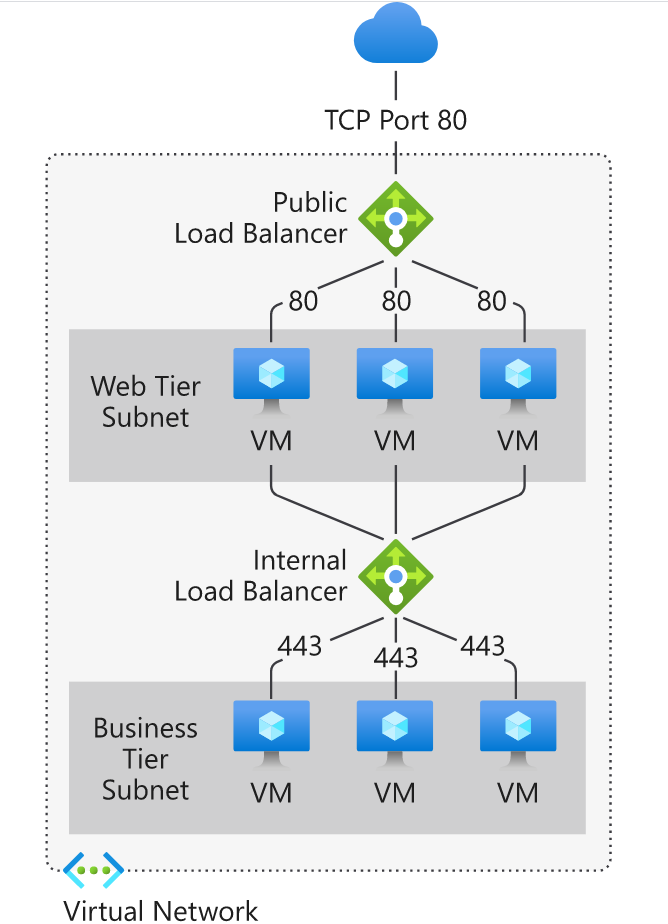 TCP Port 80
Public
Load Balancer
80 80 80
Web Tier
Subnet
VM VM VM
Internal
Load Balancer
443 443 443
Business
Tier
Subnet
VM VM VM
Virtual Network